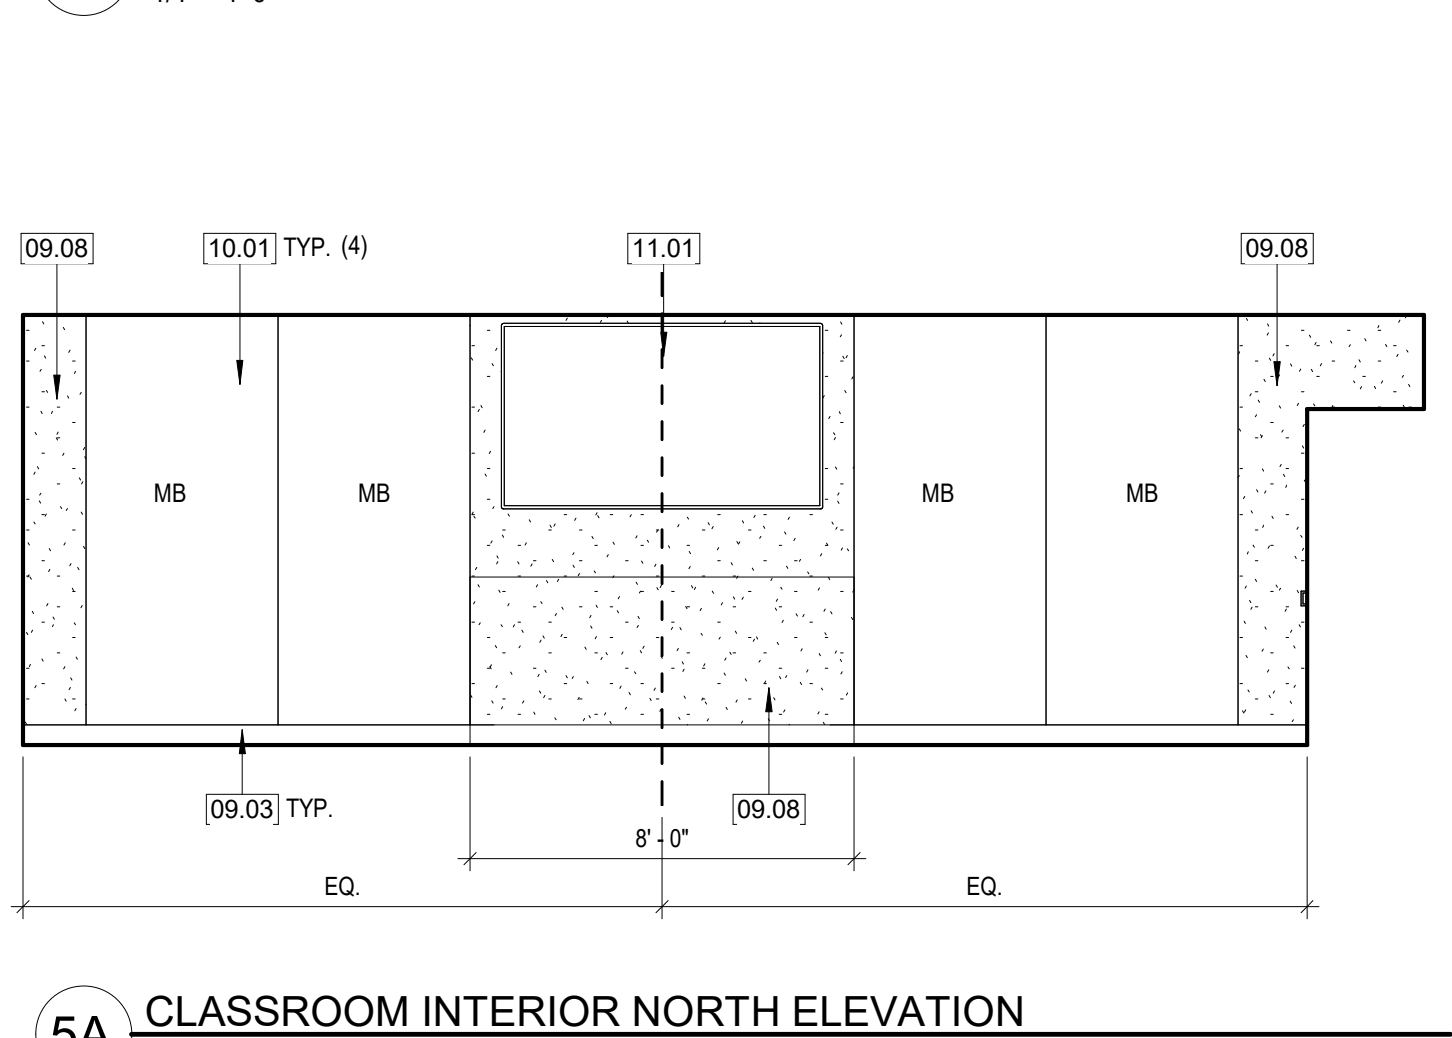 09.08
10.01 TYP. (4)
11.01
09.08
MB
MB
MB
MB
09.03 TYP.
09.08
8' - 0"
EQ.
EQ.
5A
CLASSROOM INTERIOR NORTH ELEVATION